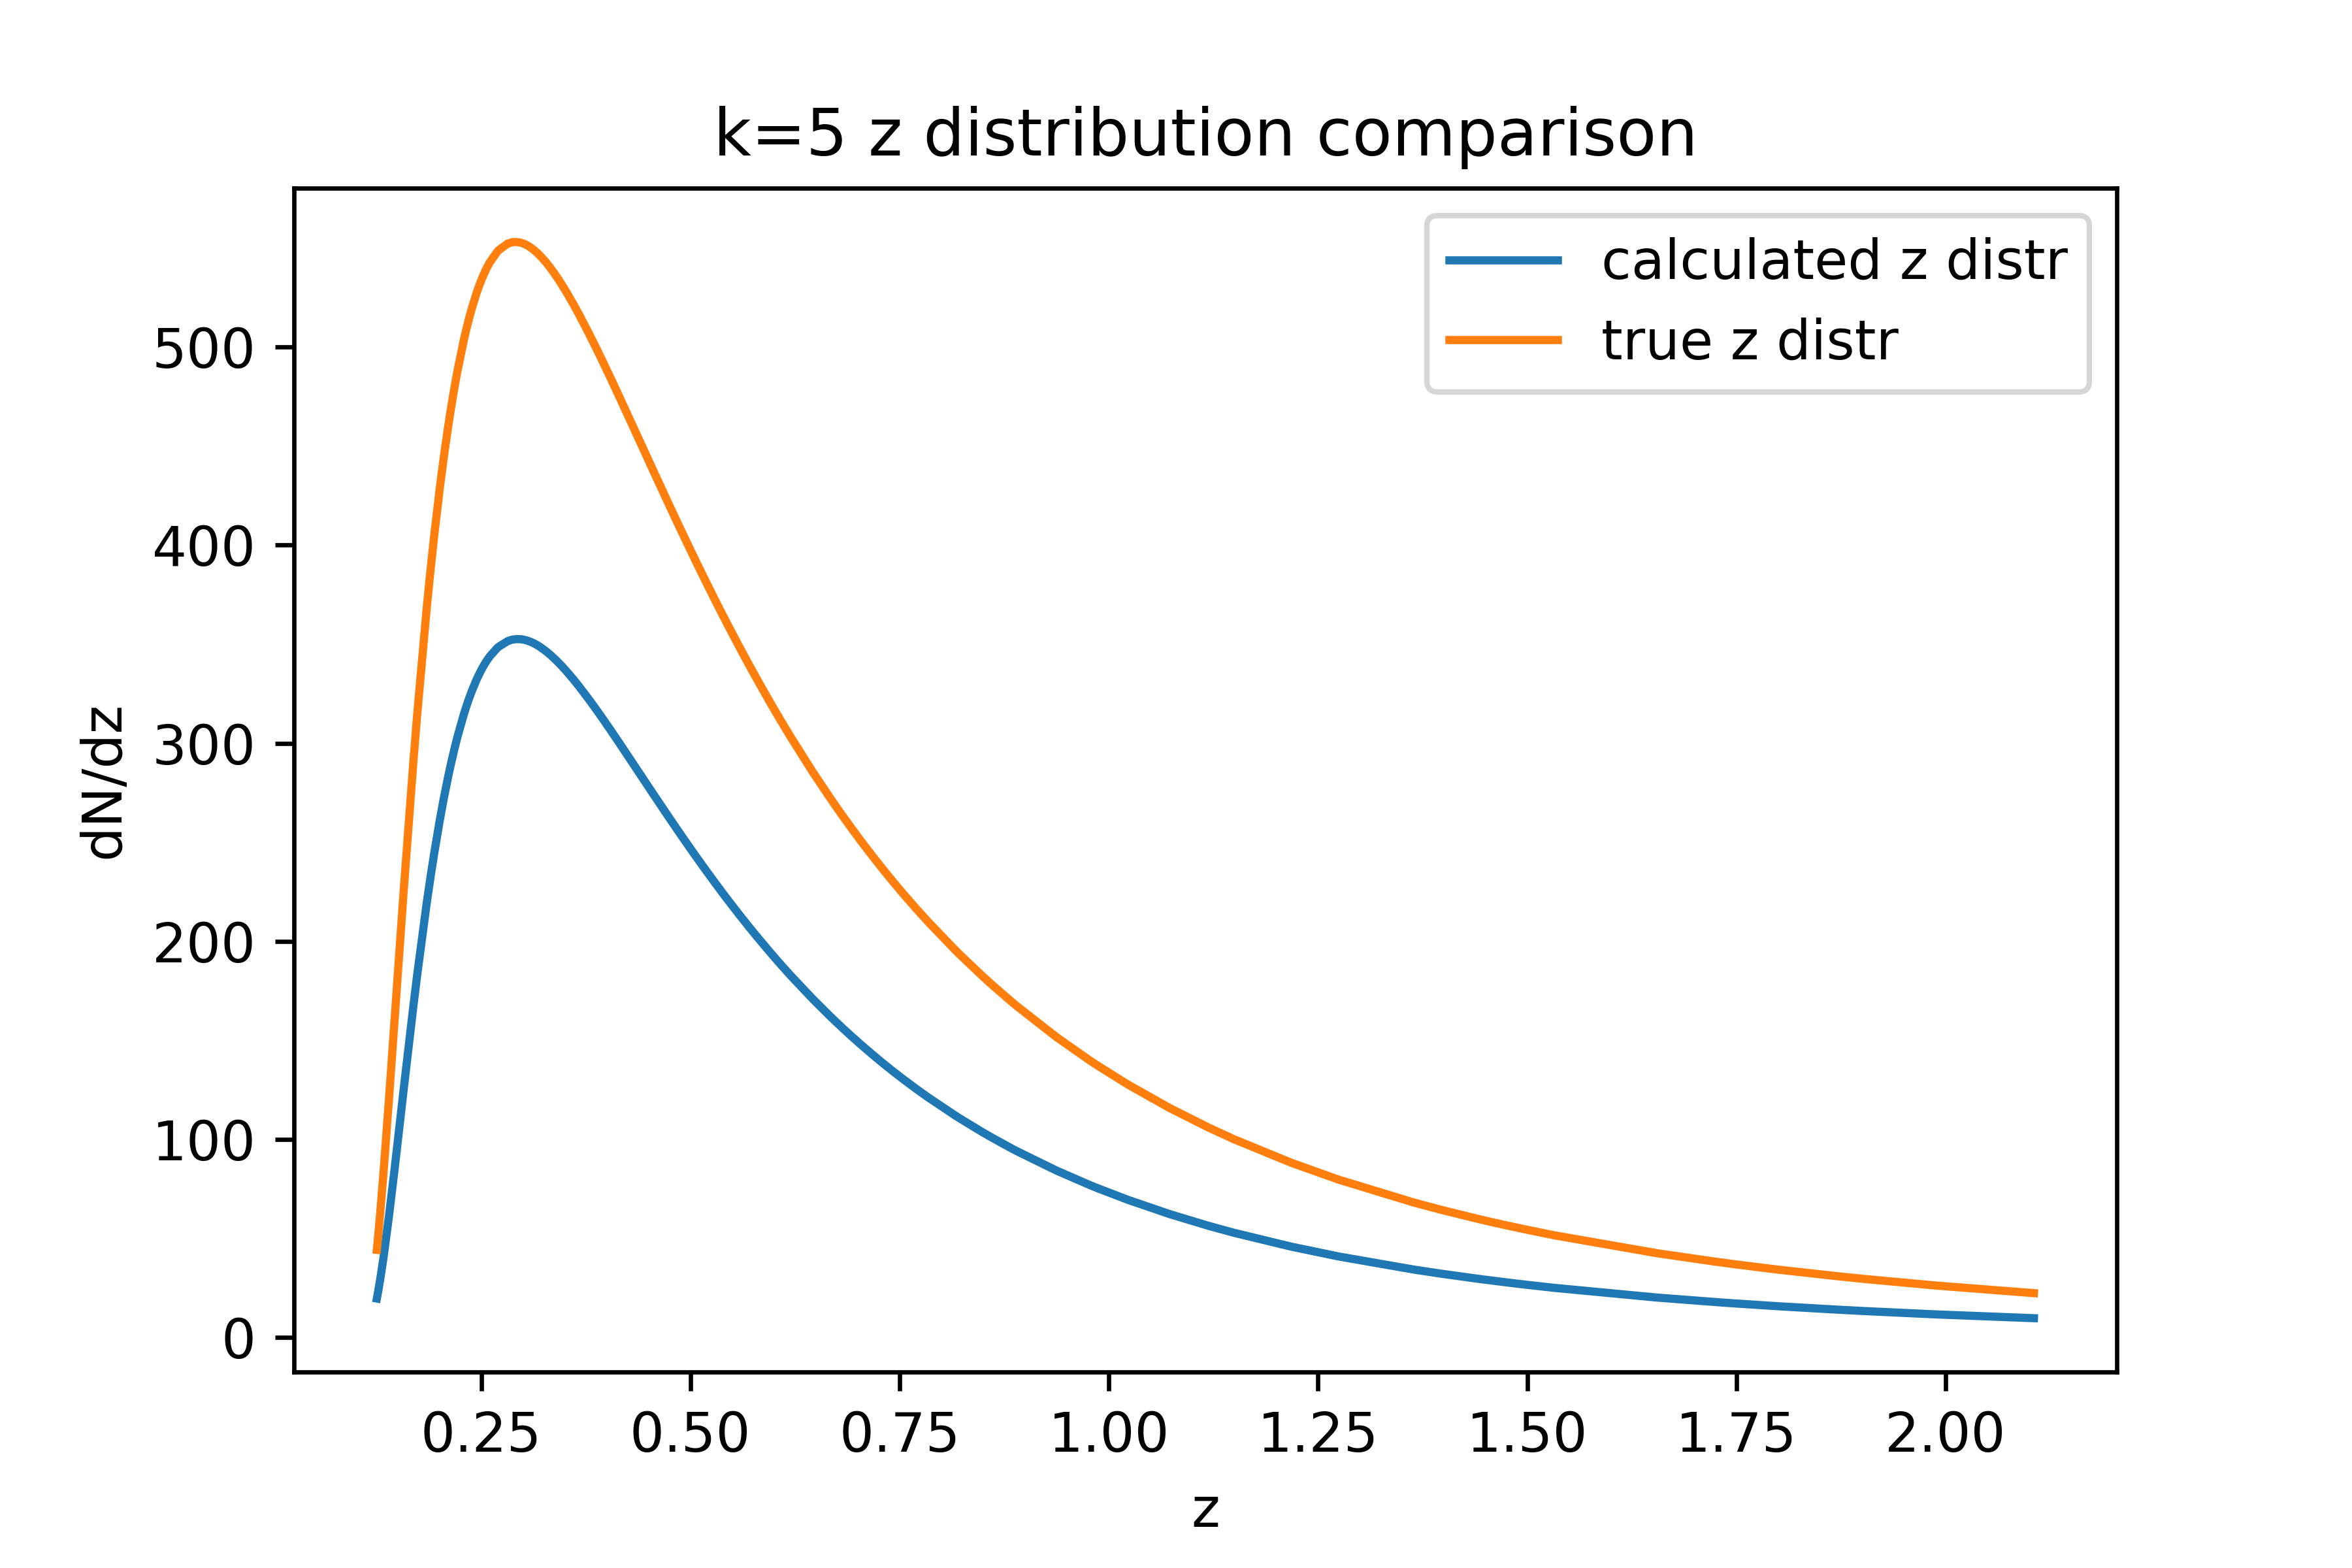 k=5 z distribution comparison
calculated z distr
true z distr
dN/dz
500
400
300
200
100
0
0.25 0.50 0.75 1.00 1.25 1.50 1.75 2.00
z